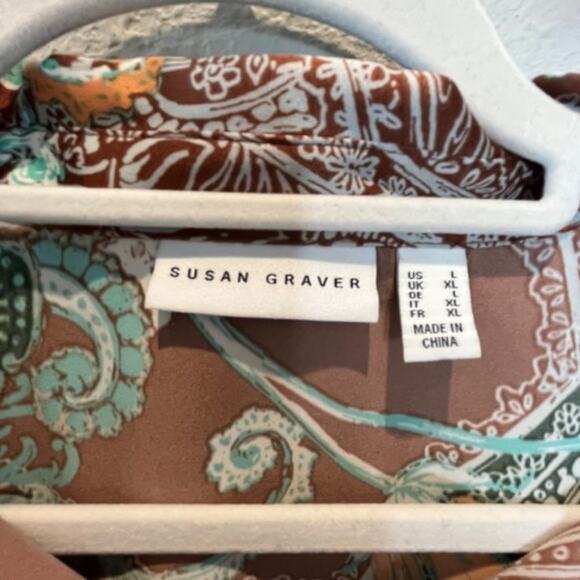 SUSAN GRAVER
US L
UK XL
DE L
IT XL
FR XL
MADE IN
CHINA